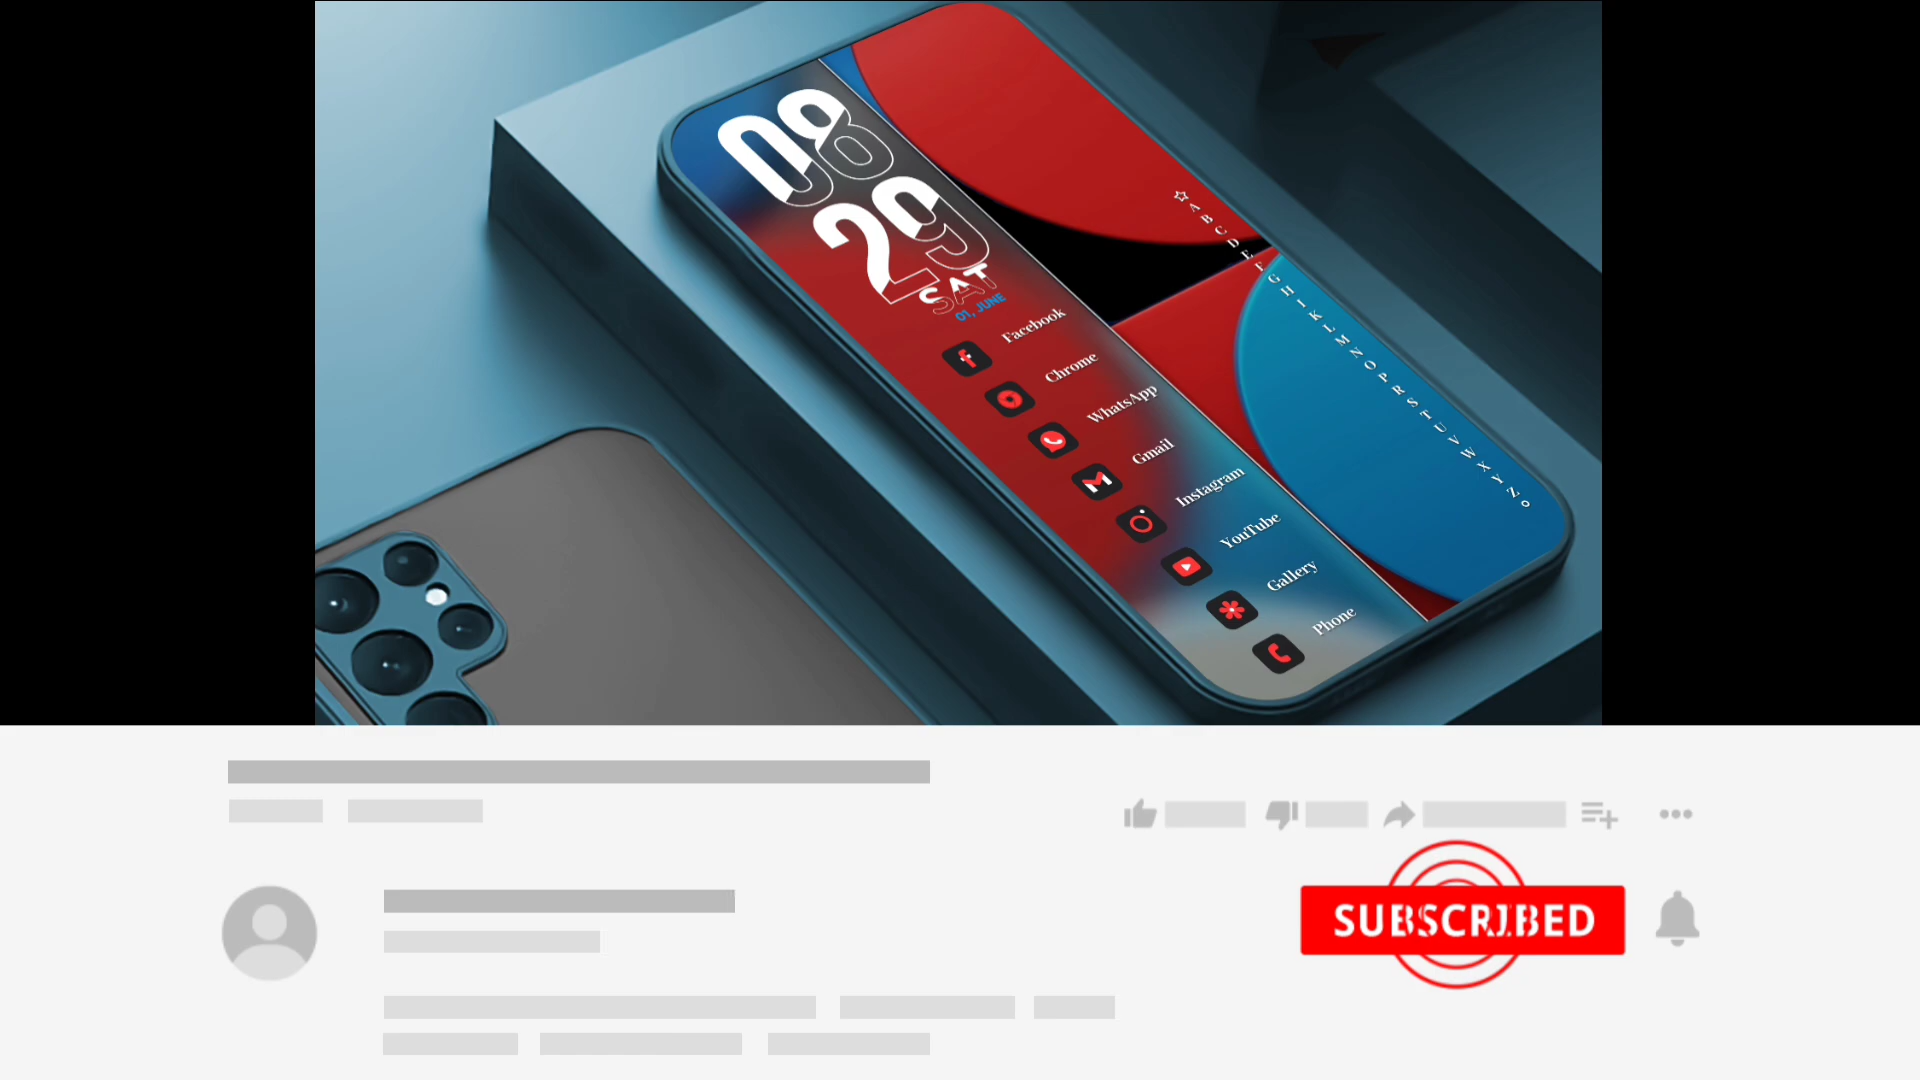 08
29
SAT
01, JUNE
Facebook
Chrome
WhatsApp
Gmail
Instagram
YouTube
Gallery
Phone
A
B
C
D
E
F
G
H
I
K
L
M
N
O
P
R
S
T
U
V
W
X
Y
Z
SUBSCRIBED